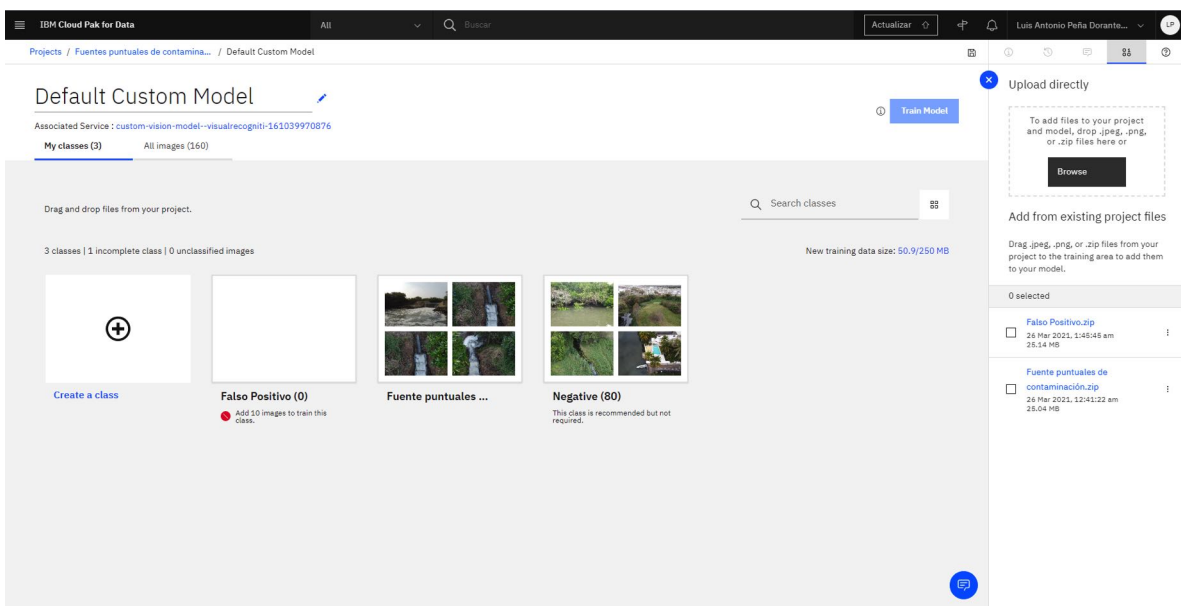 IBM Cloud Pak for Data
All
Buscar
Actualizar
Luis Antonio Peña Dorante...
LP
Projects / Fuentes puntuales de contamina... / Default Custom Model
Default Custom Model
Train Model
Associated Service : custom-vision-model--visualrecogniti-161039970876
My classes (3)
All images (160)
Drag and drop files from your project.
Search classes
3 classes | 1 incomplete class | 0 unclassified images
New training data size: 50.9/250 MB
Create a class
Falso Positivo (0)
Add 10 images to train this
class.
Fuente puntuales ...
Negative (80)
This class is recommended but not
required.
Upload directly
To add files to your project
and model, drop .jpeg, .png,
or .zip files here or
Browse
Add from existing project files
Drag .jpeg, .png, or .zip files from your
project to the training area to add them
to your model.
0 selected
Falso Positivo.zip
26 Mar 2021, 1:45:45 am
25.14 MB
Fuente puntuales de
contaminación.zip
26 Mar 2021, 12:41:22 am
25.04 MB